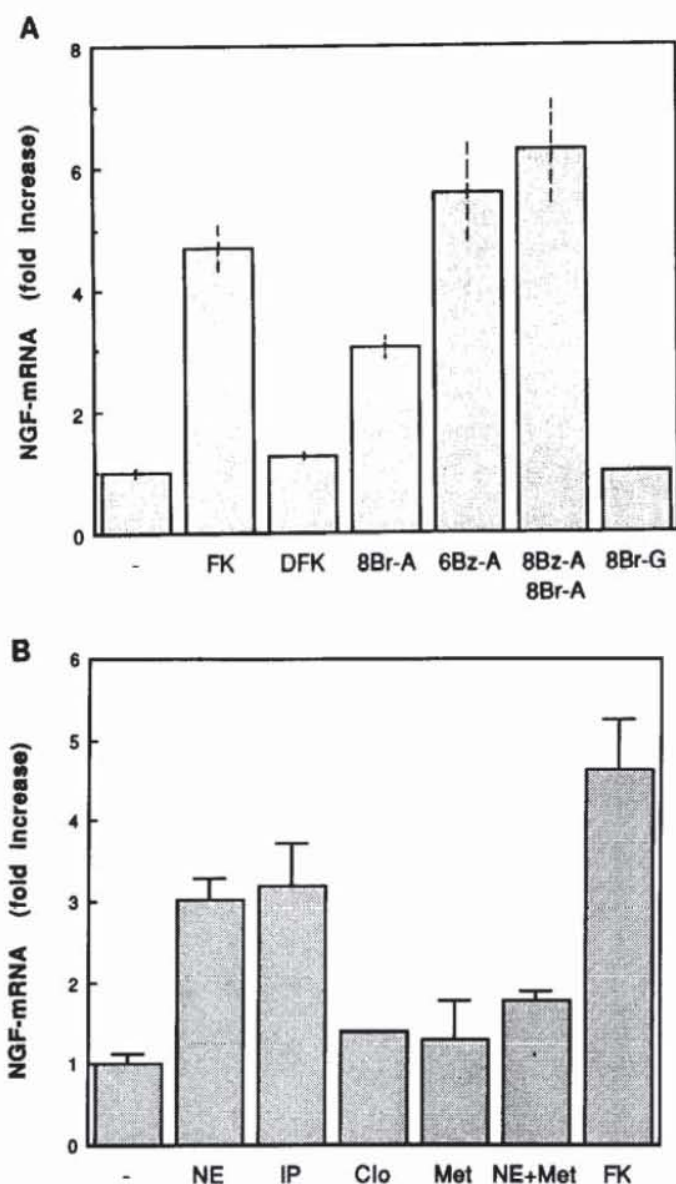 A
NGF-mRNA (fold increase)
8
6
4
2
0
- FK DFK 8Br-A 6Bz-A 8Bz-A 8Br-G
8Br-A
B
NGF-mRNA (fold increase)
6
5
4
3
2
1
0
- NE IP Clo Met NE+Met FK